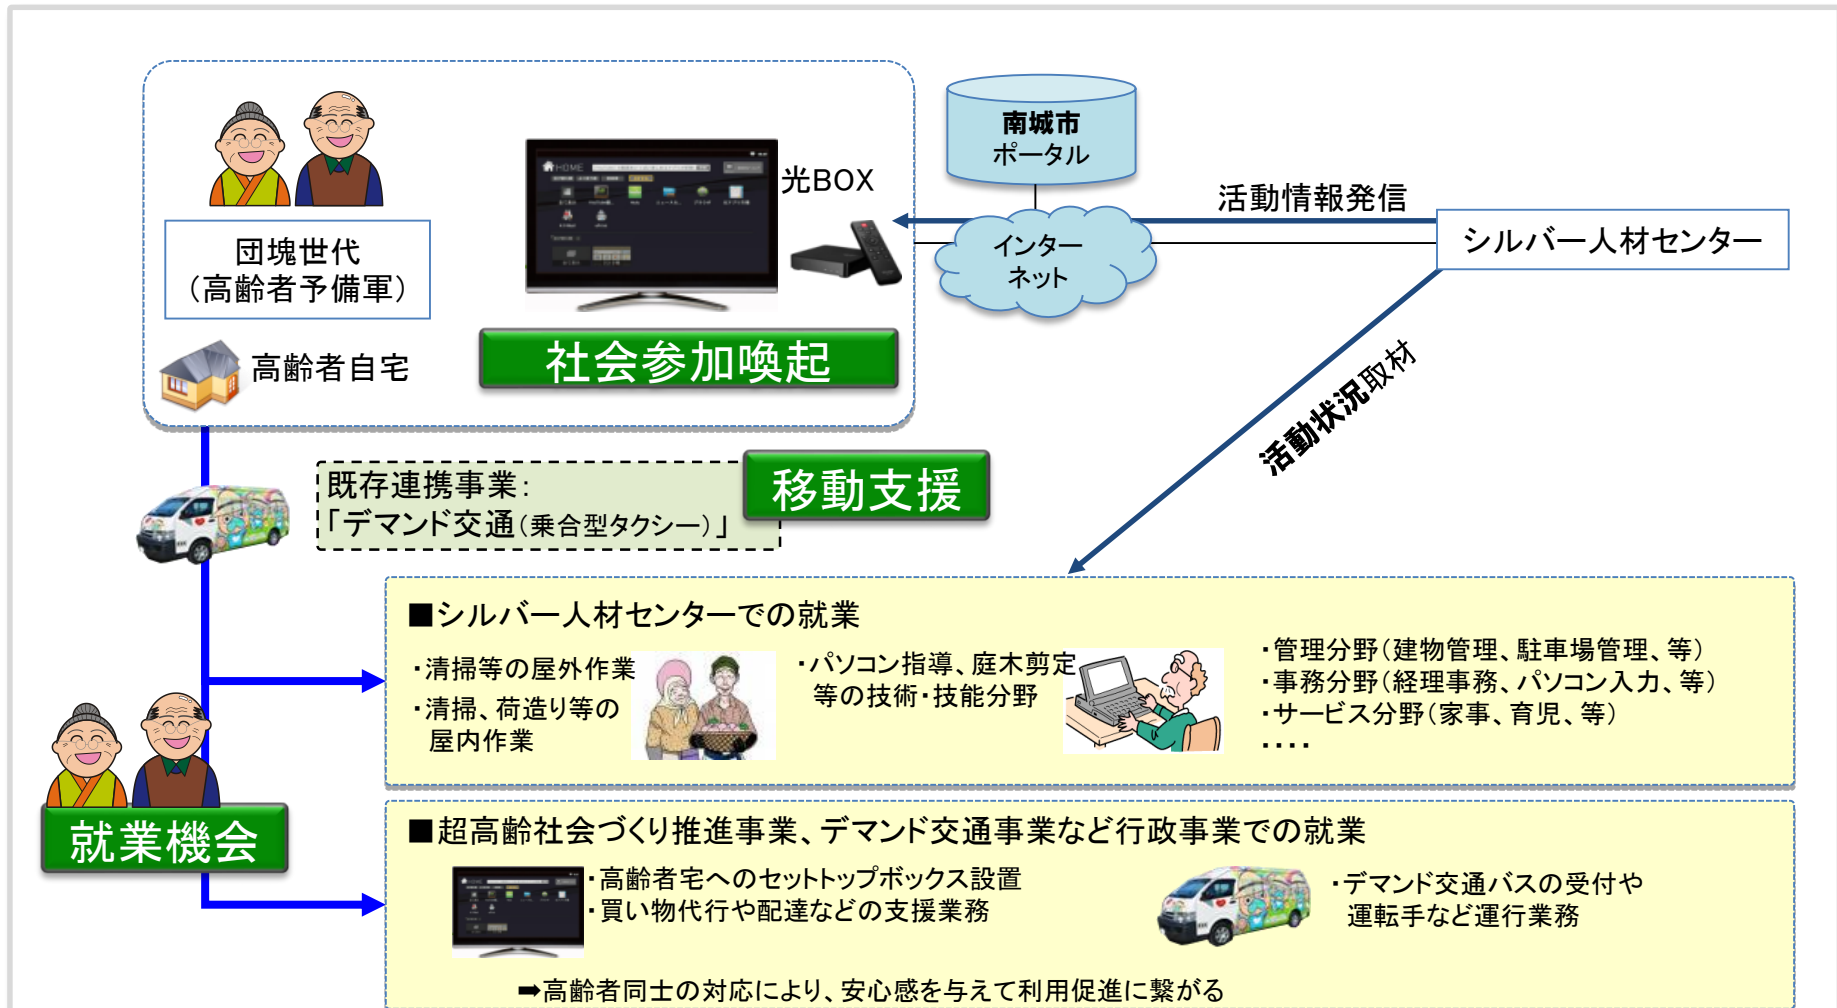 南城市
ポータル
光BOX
活動情報発信
団塊世代
（高齢者予備軍）
インター
ネット
シルバー人材センター
HOME
高齢者自宅
社会参加喚起
活動状況取材
既存連携事業：
「デマンド交通（乗合型タクシー）」
移動支援
■シルバー人材センターでの就業
・清掃等の屋外作業
・清掃、荷造り等の
屋内作業
・パソコン指導、庭木剪定
等の技術・技能分野
・管理分野（建物管理、駐車場管理、等）
・事務分野（経理事務、パソコン入力、等）
・サービス分野（家事、育児、等）
・・・・
就業機会
■超高齢社会づくり推進事業、デマンド交通事業など行政事業での就業
・高齢者宅へのセットトップボックス設置
・買い物代行や配達などの支援業務
・デマンド交通バスの受付や
運転手など運行業務
➡高齢者同士の対応により、安心感を与えて利用促進に繋がる